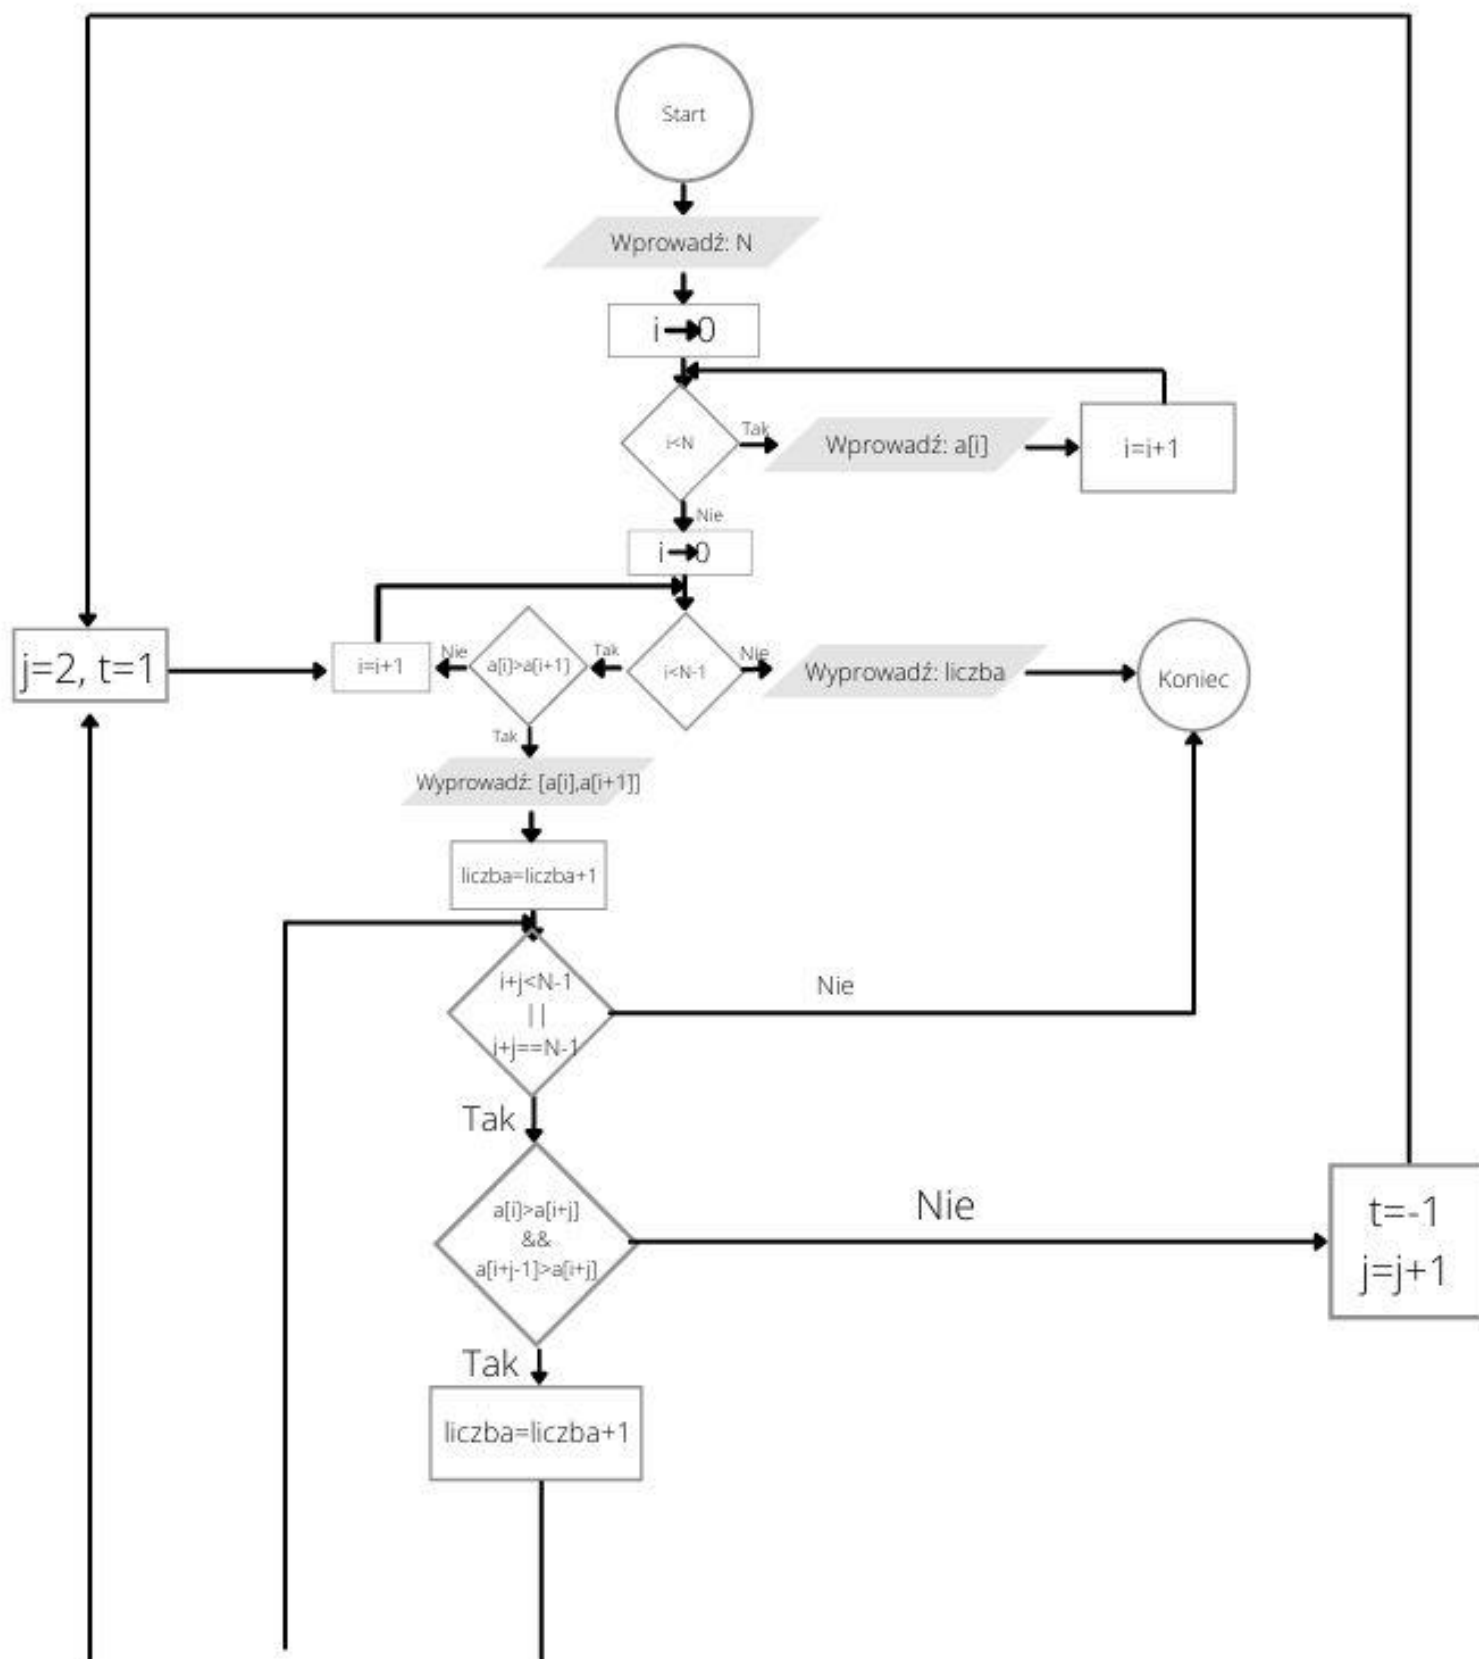 Start
Wprowadź: N
i 0
i<N
Tak
Wprowadź: a[i]
i=i+1
Nie
i 0
j=2, t=1
i=i+1
Nie
a[i]>a[i+1]
Tak
i<N-1
Nie
Wyprowadź: liczba
Koniec
Tak
Wyprowadź: [a[i],a[i+1]]
liczba=liczba+1
i+j<N-1
||
i+j==N-1
Nie
Tak
a[i]>a[i+j]
&&
a[i+j-1]>a[i+j]
Nie
t=-1
j=j+1
Tak
liczba=liczba+1